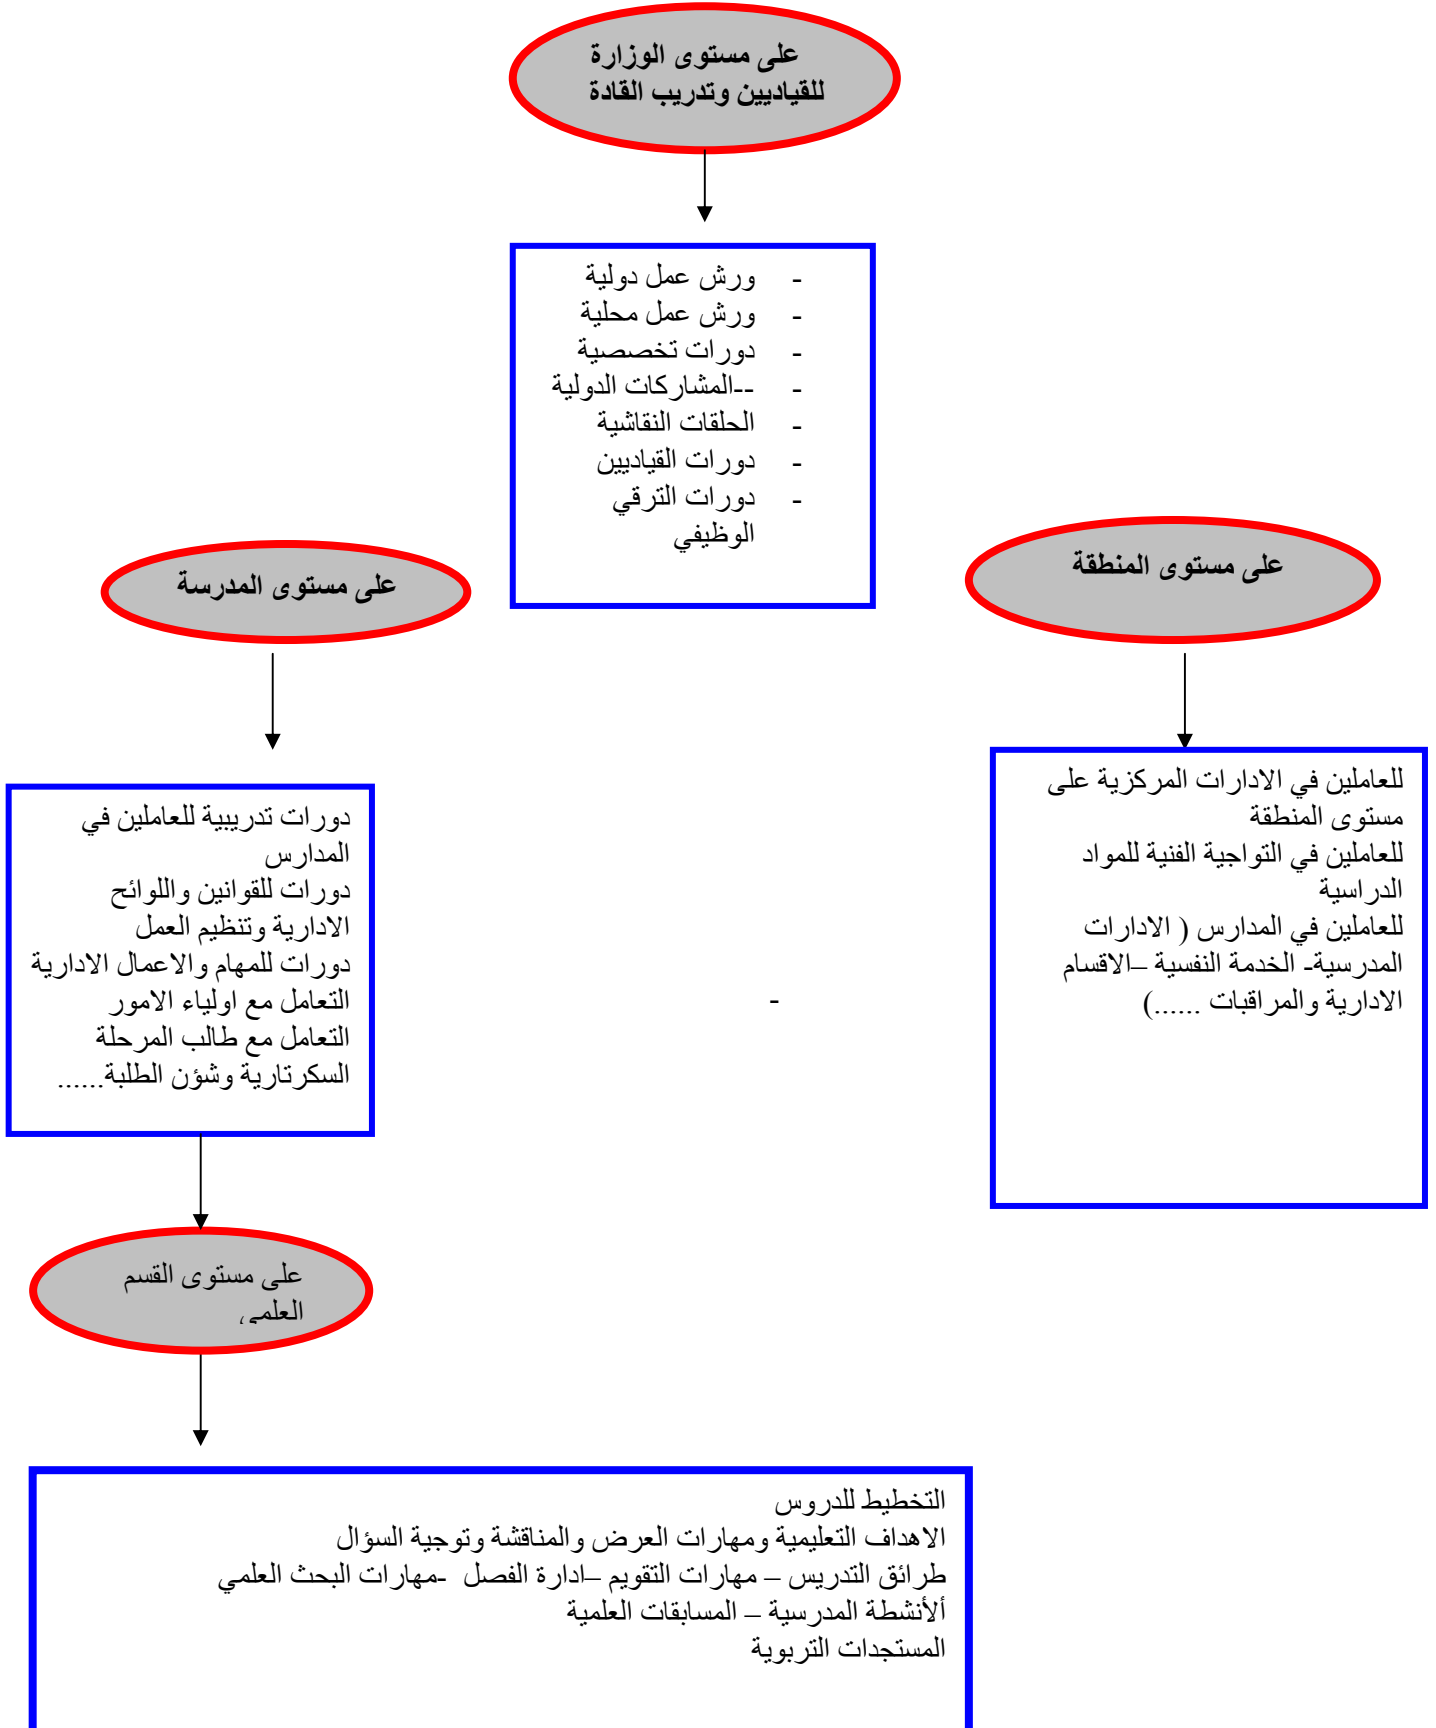 على مستوى الوزارة
للقياديين وتدريب القادة
- ورش عمل دولية
- ورش عمل محلية
- دورات تخصصية
- --المشاركات الدولية
- الحلقات النقاشية
- دورات القياديين
- دورات الترقي
الوظيفي
على مستوى المنطقة
للعاملين في الادارات المركزية على
مستوى المنطقة
للعاملين في التواجية الفنية للمواد
الدراسية
للعاملين في المدارس ( الادارات
المدرسية- الخدمة النفسية –الاقسام
الادارية والمراقبات ......)
-
على مستوى المدرسة
دورات تدريبية للعاملين في
المدارس
دورات للقوانين واللوائح
الادارية وتنظيم العمل
دورات للمهام والاعمال الادارية
التعامل مع اولياء الامور
التعامل مع طالب المرحلة
السكرتارية وشؤن الطلبة......
على مستوى القسم
العلمي
التخطيط للدروس
الاهداف التعليمية ومهارات العرض والمناقشة وتوجية السؤال
طرائق التدريس – مهارات التقويم –ادارة الفصل -مهارات البحث العلمي
ألأنشطة المدرسية – المسابقات العلمية
المستجدات التربوية